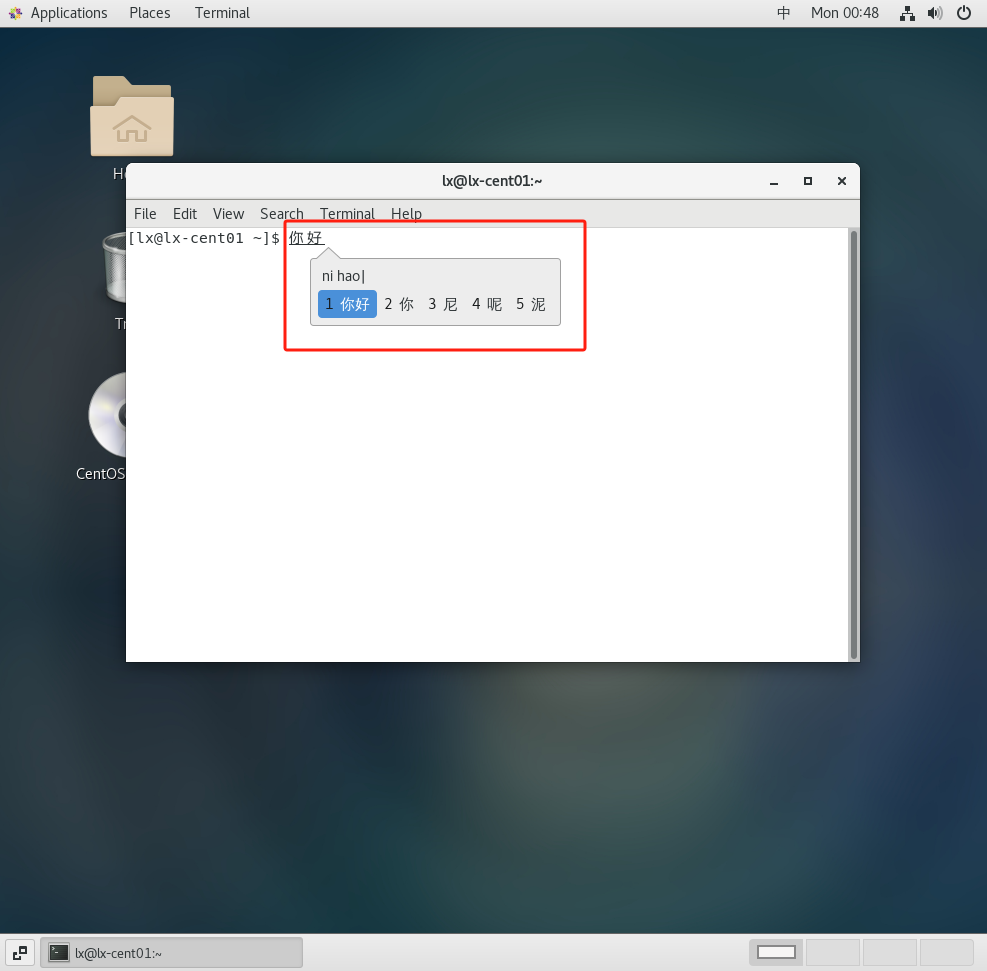 Applications Places Terminal 中 Mon 00:48
lx@lx-cent01:~
File Edit View Search Terminal Help
[lx@lx-cent01 ~]$ 你好
ni hao|
1 你好 2 你 3 尼 4 呢 5 泥
CentOS
lx@lx-cent01:~